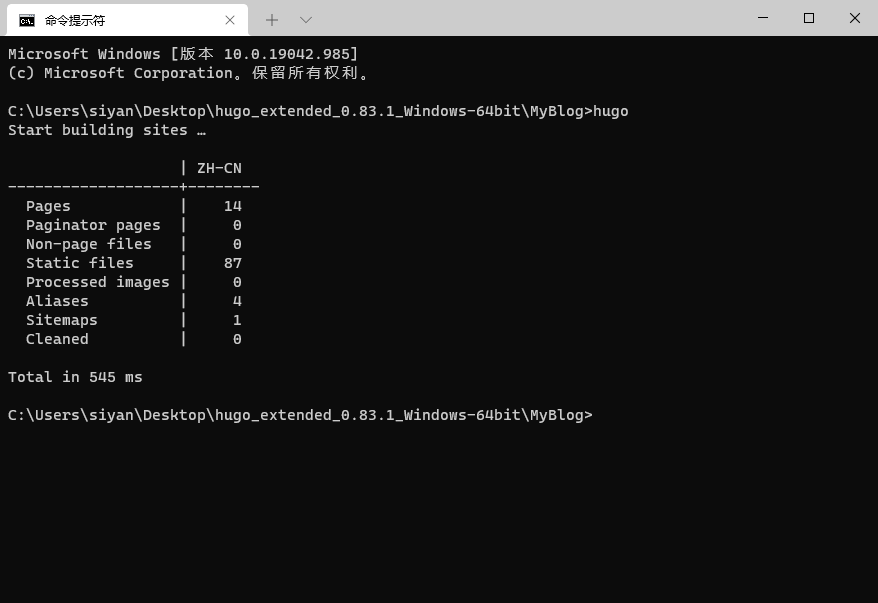 命令提示符
Microsoft Windows [版本 10.0.19042.985]
(c) Microsoft Corporation。保留所有权利。
C:\Users\siyan\Desktop\hugo_extended_0.83.1_Windows-64bit\MyBlog>hugo
Start building sites …
                   | ZH-CN
-------------------+--------
  Pages            |    14
  Paginator pages  |     0
  Non-page files   |     0
  Static files     |    87
  Processed images |     0
  Aliases          |     4
  Sitemaps         |     1
  Cleaned          |     0
Total in 545 ms
C:\Users\siyan\Desktop\hugo_extended_0.83.1_Windows-64bit\MyBlog>